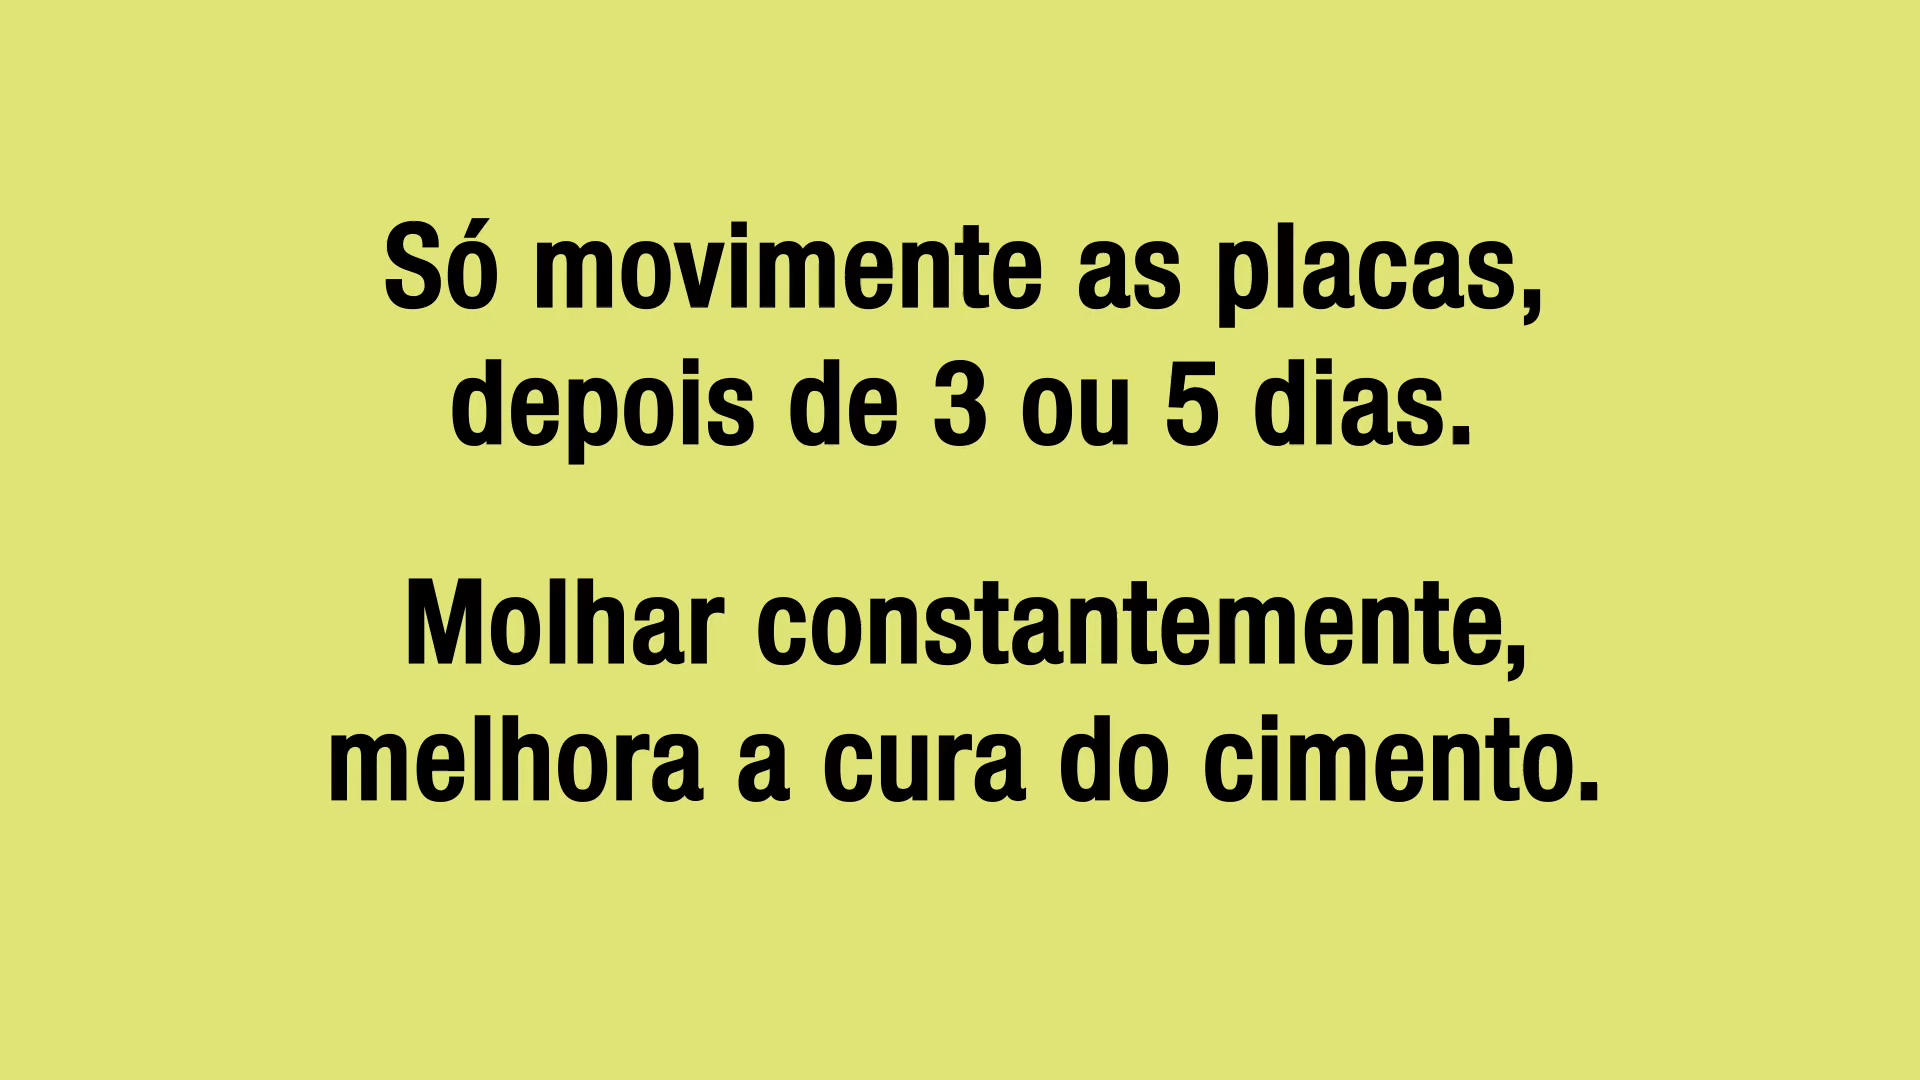 Só movimente as placas,
depois de 3 ou 5 dias.
Molhar constantemente,
melhora a cura do cimento.